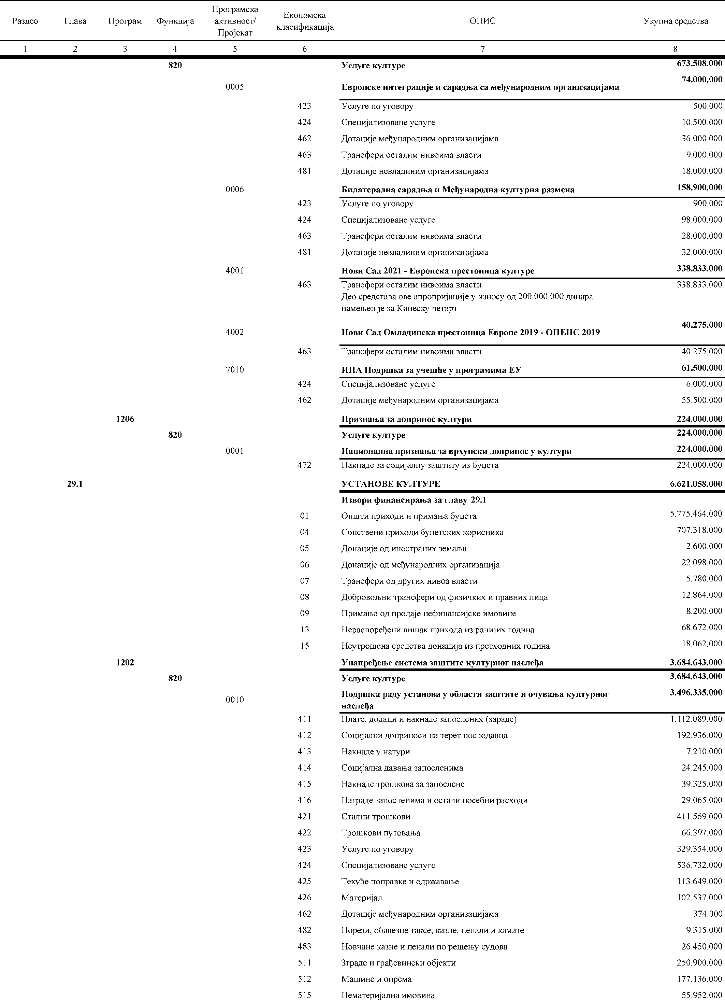 Раздео Глава Програм Функција Програмска активност/ Пројекат Економска класификација ОПИС Укупна средства
1 2 3 4 5 6 7 8
820 Услуге културе 673.508.000
0005 Европске интеграције и сарадња са међународним организацијама 74.000.000
423 Услуге по уговору 500.000
424 Специјализоване услуге 10.500.000
462 Дотације међународним организацијама 36.000.000
463 Трансфери осталим нивоима власти 9.000.000
481 Дотације невладиним организацијама 18.000.000
0006 Билатерална сарадња и Међународна културна размена 158.900.000
423 Услуге по уговору 900.000
424 Специјализоване услуге 98.000.000
463 Трансфери осталим нивоима власти 28.000.000
481 Дотације невладиним организацијама 32.000.000
4001 Нови Сад 2021 - Европска престоница културе 338.833.000
463 Трансфери осталим нивоима власти 338.833.000
Део средстава ове апропријације у износу од 200.000.000 динара
намењен је за Кинеску четврт
4002 Нови Сад Омладинска престоница Европе 2019 - ОПЕНС 2019 40.275.000
463 Трансфери осталим нивоима власти 40.275.000
7010 ИПА Подршка за учешће у програмима ЕУ 61.500.000
424 Специјализоване услуге 6.000.000
462 Дотације међународним организацијама 55.500.000
1206 Признања за допринос култури 224.000.000
820 Услуге културе 224.000.000
0001 Национална признања за врхунски допринос у култури 224.000.000
472 Накнаде за социјалну заштиту из буџета 224.000.000
29.1 УСТАНОВЕ КУЛТУРЕ 6.621.058.000
Извори финансирања за главу 29.1
01 Општи приходи и примања буџета 5.775.464.000
04 Сопствени приходи буџетских корисника 707.318.000
05 Донације од иностраних земаља 2.600.000
06 Донације од међународних организација 22.098.000
07 Трансфери од других нивоа власти 5.780.000
08 Добровољни трансфери од физичких и правних лица 12.864.000
09 Примања од продаје нефинансијске имовине 8.200.000
13 Нераспоређени вишак прихода из ранијих година 68.672.000
15 Неутрошена средства донација из претходних година 18.062.000
1202 Унапређење система заштите културног наслеђа 3.684.643.000
820 Услуге културе 3.684.643.000
0010 Подршка раду установа у области заштите и очувања културног 3.496.335.000
наслеђа
411 Плате, додаци и накнаде запослених (зараде) 1.112.089.000
412 Социјални доприноси на терет послодавца 192.936.000
413 Накнаде у натури 7.210.000
414 Социјална давања запосленима 24.245.000
415 Накнаде трошкова за запослене 39.325.000
416 Награде запосленима и остали посебни расходи 29.065.000
421 Стални трошкови 411.569.000
422 Трошкови путовања 66.397.000
423 Услуге по уговору 329.354.000
424 Специјализоване услуге 536.732.000
425 Текуће поправке и одржавање 113.649.000
426 Материјал 102.537.000
462 Дотације међународним организацијама 374.000
482 Порези, обавезне таксе, казне, пенали и камате 9.315.000
483 Новчане казне и пенали по решењу судова 26.450.000
511 Зграде и грађевински објекти 250.900.000
512 Машине и опрема 177.136.000
515 Нематеријална имовина 55.952.000